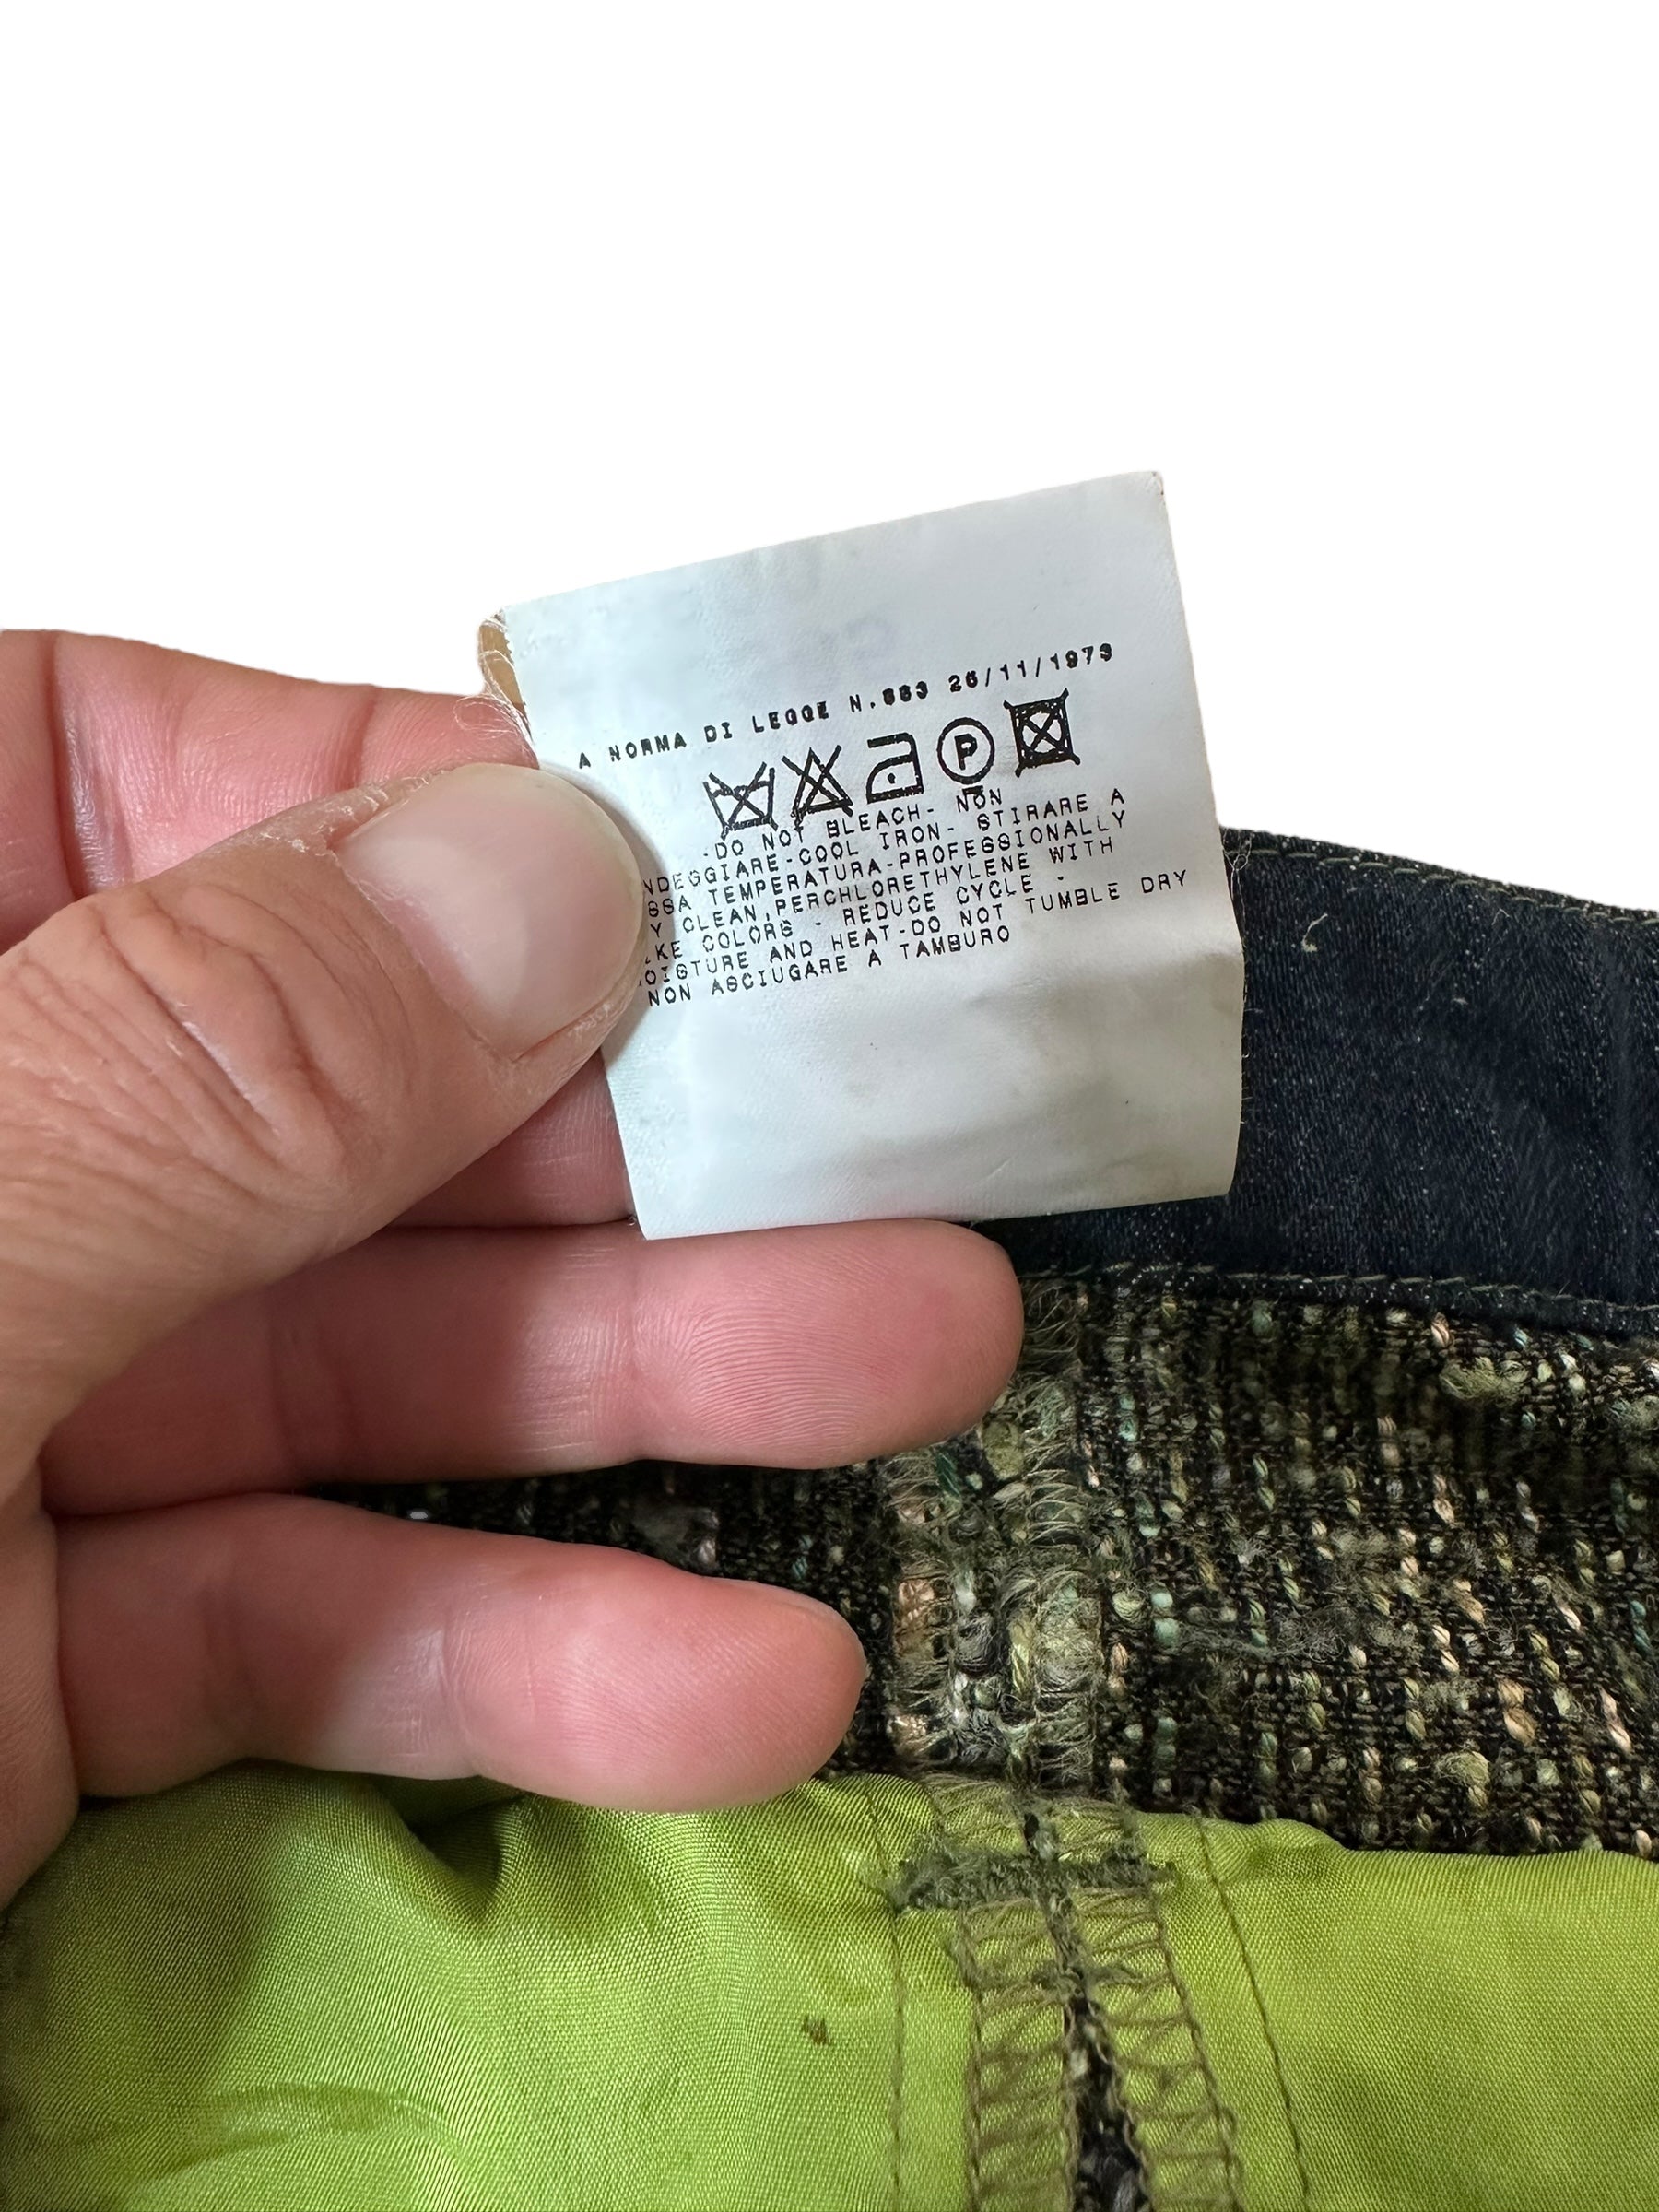 A NORMA DI LEGGE N.883 26/11/1973
P
-DO NOT BLEACH- NON
NDEGGIARE-COOL IRON- STIRARE A
SSA TEMPERATURA-PROFESSIONALLY
Y CLEAN,PERCHLORETHYLENE WITH
KE COLORS - REDUCE CYCLE -
OISTURE AND HEAT-DO NOT TUMBLE DRY
NON ASCIUGARE A TAMBURO